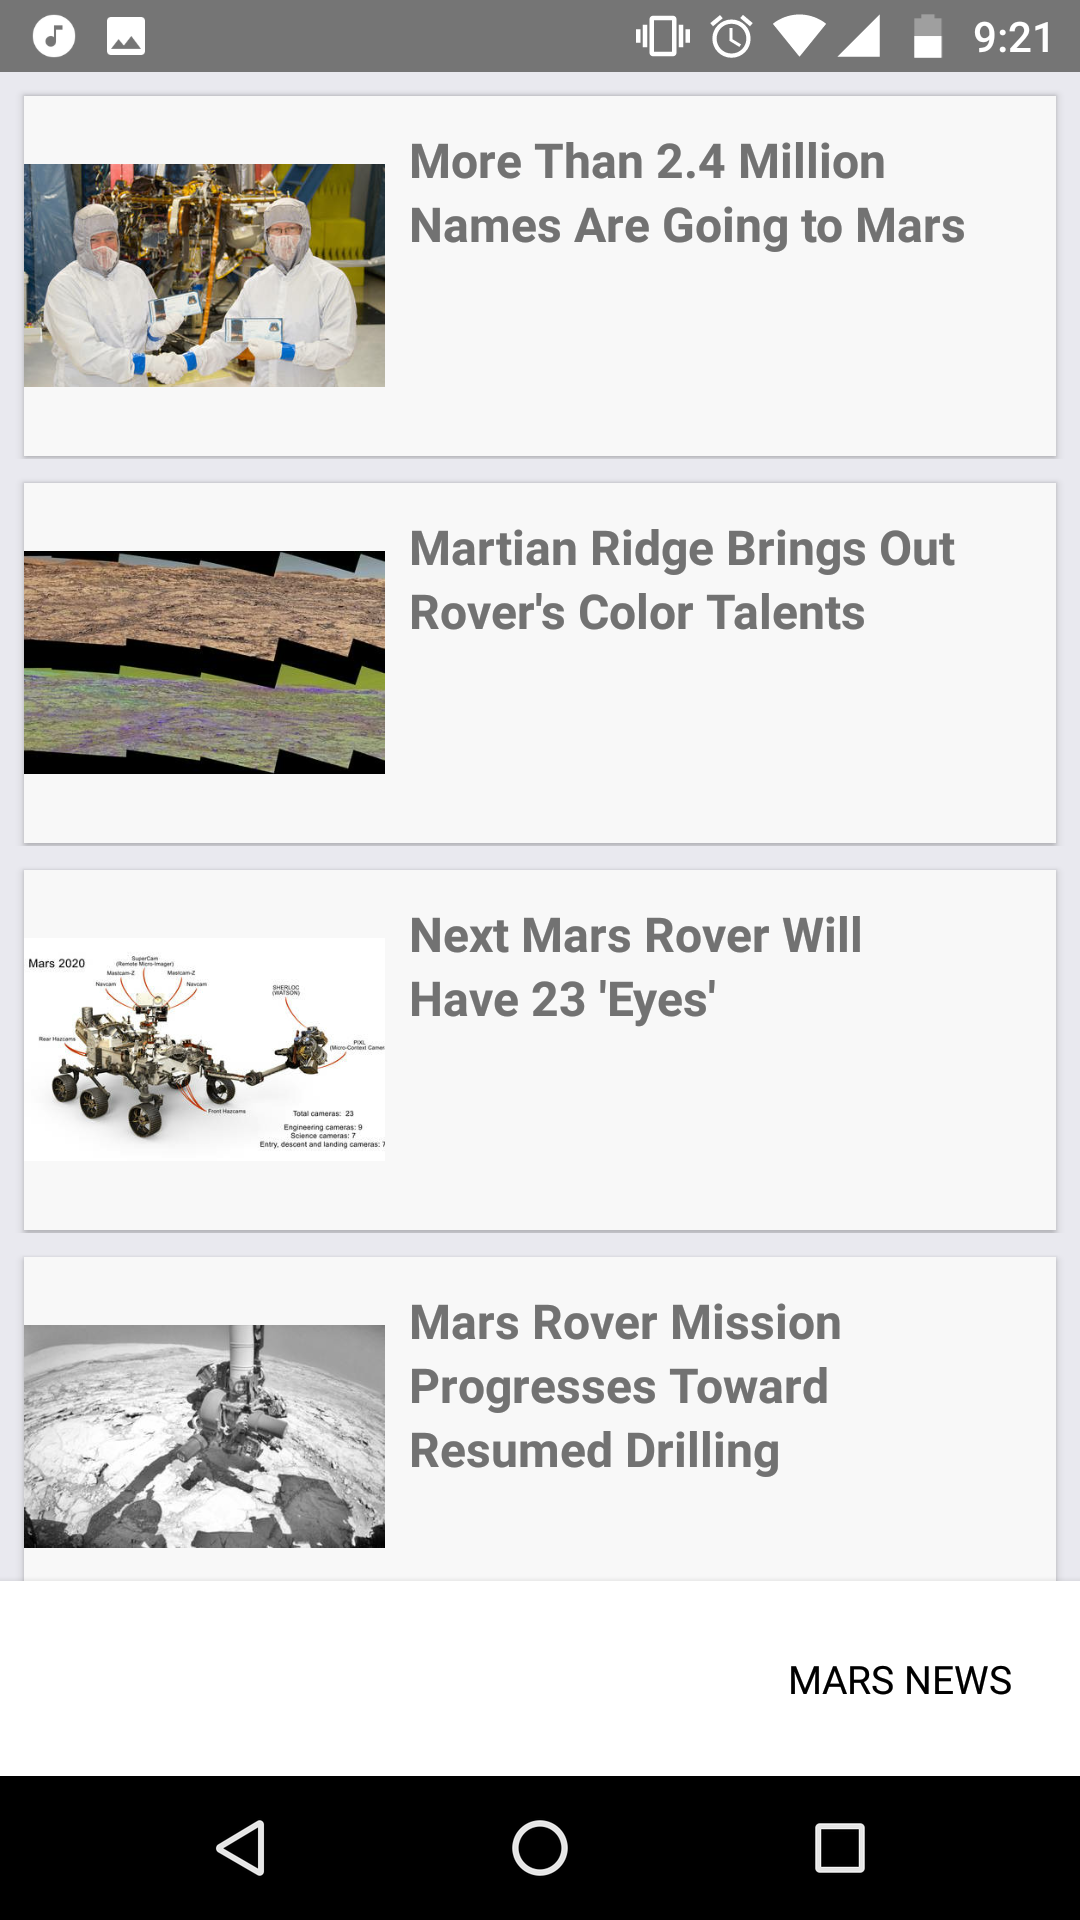 9:21
More Than 2.4 Million
Names Are Going to Mars
Martian Ridge Brings Out
Rover's Color Talents
Next Mars Rover Will
Have 23 'Eyes'
Mars 2020
SuperCam
(Remote Micro-Imager)
Mastcam-Z
Mastcam-Z
Navcam
Navcam
SHERLOC
(WATSON)
Rear Hazcams
PIXL
(Micro-Context Camer
Front Hazcams
Total cameras: 23
Engineering cameras: 9
Science cameras: 7
Entry, descent and landing cameras: 7
Mars Rover Mission
Progresses Toward
Resumed Drilling
MARS NEWS